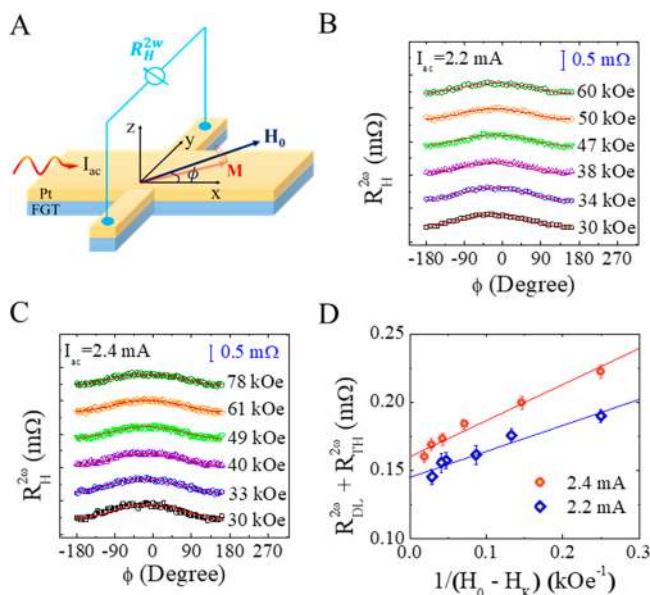 A
R_H^{2w}
z
y
H₀
I_ac
ϕ
M
x
Pt
FGT
B
I_ac=2.2 mA
0.5 mΩ
60 kOe
50 kOe
47 kOe
38 kOe
34 kOe
30 kOe
R_H^{2ω} (mΩ)
-180 -90 0 90 180 270
ϕ (Degree)
C
I_ac=2.4 mA
0.5 mΩ
78 kOe
61 kOe
49 kOe
40 kOe
33 kOe
30 kOe
R_H^{2ω} (mΩ)
-180 -90 0 90 180 270
ϕ (Degree)
D
0.25
0.20
0.15
0.10
R_DL^{2ω} + R_TH^{2ω} (mΩ)
2.4 mA
2.2 mA
0.0 0.1 0.2 0.3
1/(H₀ - H_K) (kOe⁻¹)